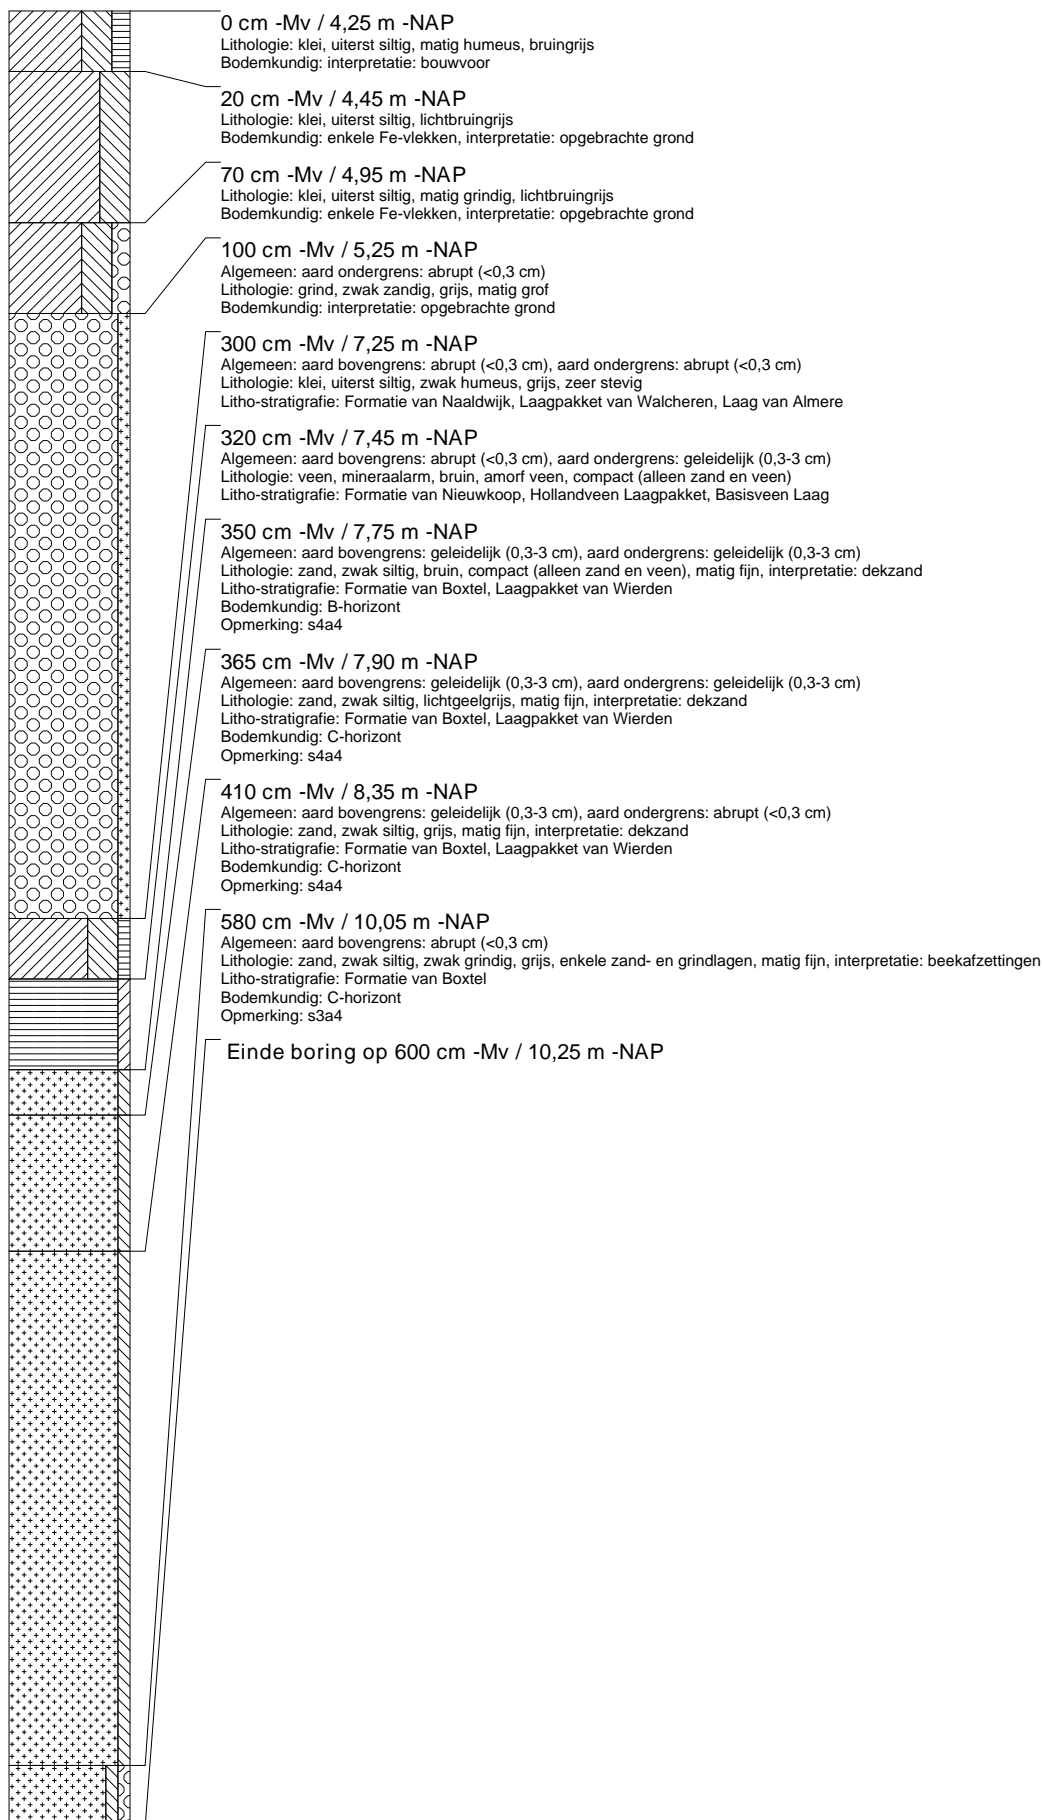 0 cm -Mv / 4,25 m -NAP
Lithologie: klei, uiterst siltig, matig humeus, bruingrijs
Bodemkundig: interpretatie: bouwvoor
20 cm -Mv / 4,45 m -NAP
Lithologie: klei, uiterst siltig, lichtbruingrijs
Bodemkundig: enkele Fe-vlekken, interpretatie: opgebrachte grond
70 cm -Mv / 4,95 m -NAP
Lithologie: klei, uiterst siltig, matig grindig, lichtbruingrijs
Bodemkundig: enkele Fe-vlekken, interpretatie: opgebrachte grond
100 cm -Mv / 5,25 m -NAP
Algemeen: aard ondergrens: abrupt (<0,3 cm)
Lithologie: grind, zwak zandig, grijs, matig grof
Bodemkundig: interpretatie: opgebrachte grond
300 cm -Mv / 7,25 m -NAP
Algemeen: aard bovengrens: abrupt (<0,3 cm), aard ondergrens: abrupt (<0,3 cm)
Lithologie: klei, uiterst siltig, zwak humeus, grijs, zeer stevig
Litho-stratigrafie: Formatie van Naaldwijk, Laagpakket van Walcheren, Laag van Almere
320 cm -Mv / 7,45 m -NAP
Algemeen: aard bovengrens: abrupt (<0,3 cm), aard ondergrens: geleidelijk (0,3-3 cm)
Lithologie: veen, mineraalarm, bruin, amorf veen, compact (alleen zand en veen)
Litho-stratigrafie: Formatie van Nieuwkoop, Hollandveen Laagpakket, Basisveen Laag
350 cm -Mv / 7,75 m -NAP
Algemeen: aard bovengrens: geleidelijk (0,3-3 cm), aard ondergrens: geleidelijk (0,3-3 cm)
Lithologie: zand, zwak siltig, bruin, compact (alleen zand en veen), matig fijn, interpretatie: dekzand
Litho-stratigrafie: Formatie van Boxtel, Laagpakket van Wierden
Bodemkundig: B-horizont
Opmerking: s4a4
365 cm -Mv / 7,90 m -NAP
Algemeen: aard bovengrens: geleidelijk (0,3-3 cm), aard ondergrens: geleidelijk (0,3-3 cm)
Lithologie: zand, zwak siltig, lichtgeelgrijs, matig fijn, interpretatie: dekzand
Litho-stratigrafie: Formatie van Boxtel, Laagpakket van Wierden
Bodemkundig: C-horizont
Opmerking: s4a4
410 cm -Mv / 8,35 m -NAP
Algemeen: aard bovengrens: geleidelijk (0,3-3 cm), aard ondergrens: abrupt (<0,3 cm)
Lithologie: zand, zwak siltig, grijs, matig fijn, interpretatie: dekzand
Litho-stratigrafie: Formatie van Boxtel, Laagpakket van Wierden
Bodemkundig: C-horizont
Opmerking: s4a4
580 cm -Mv / 10,05 m -NAP
Algemeen: aard bovengrens: abrupt (<0,3 cm)
Lithologie: zand, zwak siltig, zwak grindig, grijs, enkele zand- en grindlagen, matig fijn, interpretatie: beekafzettingen
Litho-stratigrafie: Formatie van Boxtel
Bodemkundig: C-horizont
Opmerking: s3a4
Einde boring op 600 cm -Mv / 10,25 m -NAP